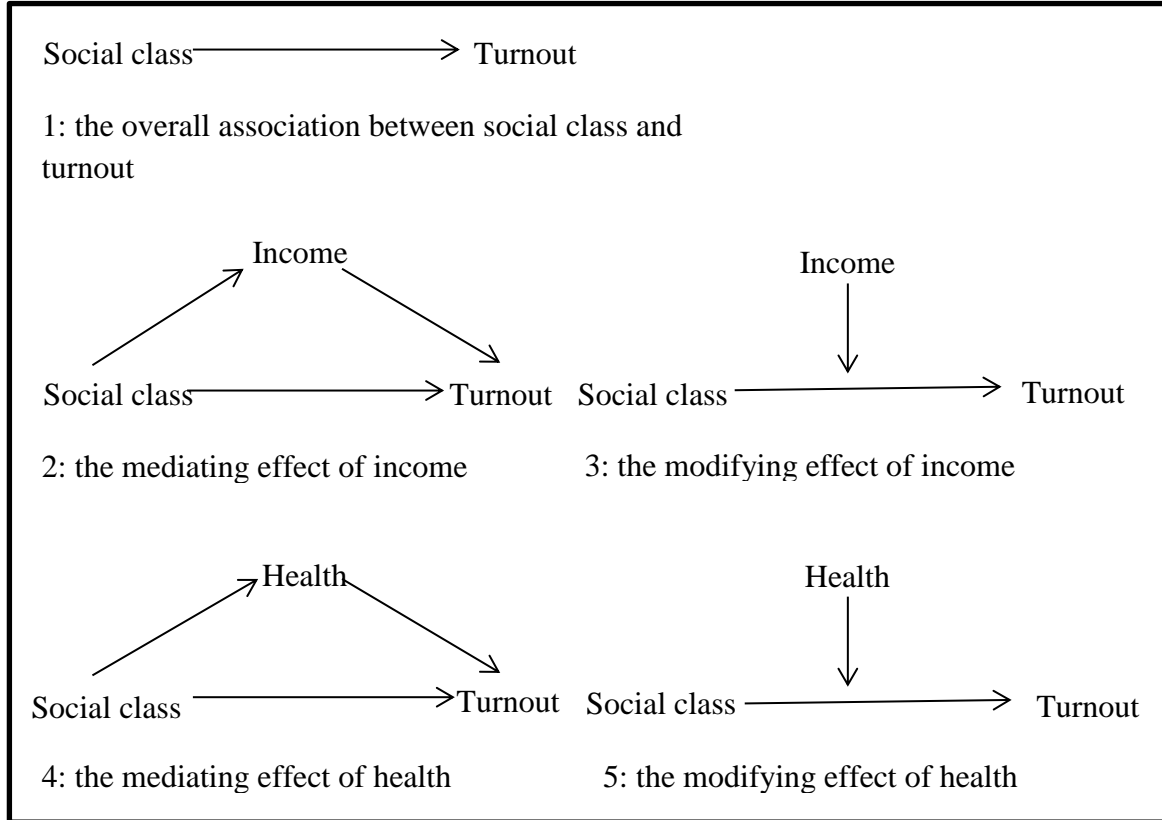 Social class Turnout
1: the overall association between social class and
turnout
Income
Social class Turnout
2: the mediating effect of income
Income
Social class Turnout
3: the modifying effect of income
Health
Social class Turnout
4: the mediating effect of health
Health
Social class Turnout
5: the modifying effect of health